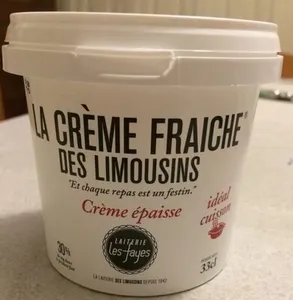 LA CRÈME FRAICHE
DES LIMOUSINS
"Et chaque repas est un festin."
Crème épaisse
idéal
cuisson
30%
LAITERIE
Les Fayes
33cl
LA LAITERIE DES LIMOUSINS DEPUIS